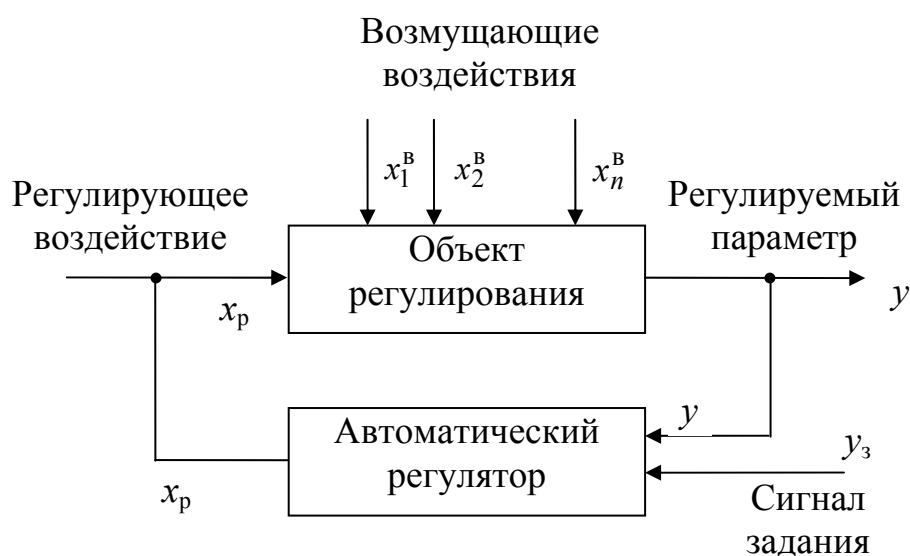 Возмущающие
воздействия
x₁ᵛ x₂ᵛ xₙᵛ
Регулирующее
воздействие
Регулируемый
параметр
Объект
регулирования
xₚ
y
Автоматический
регулятор
y
y₃
xₚ
Сигнал
задания